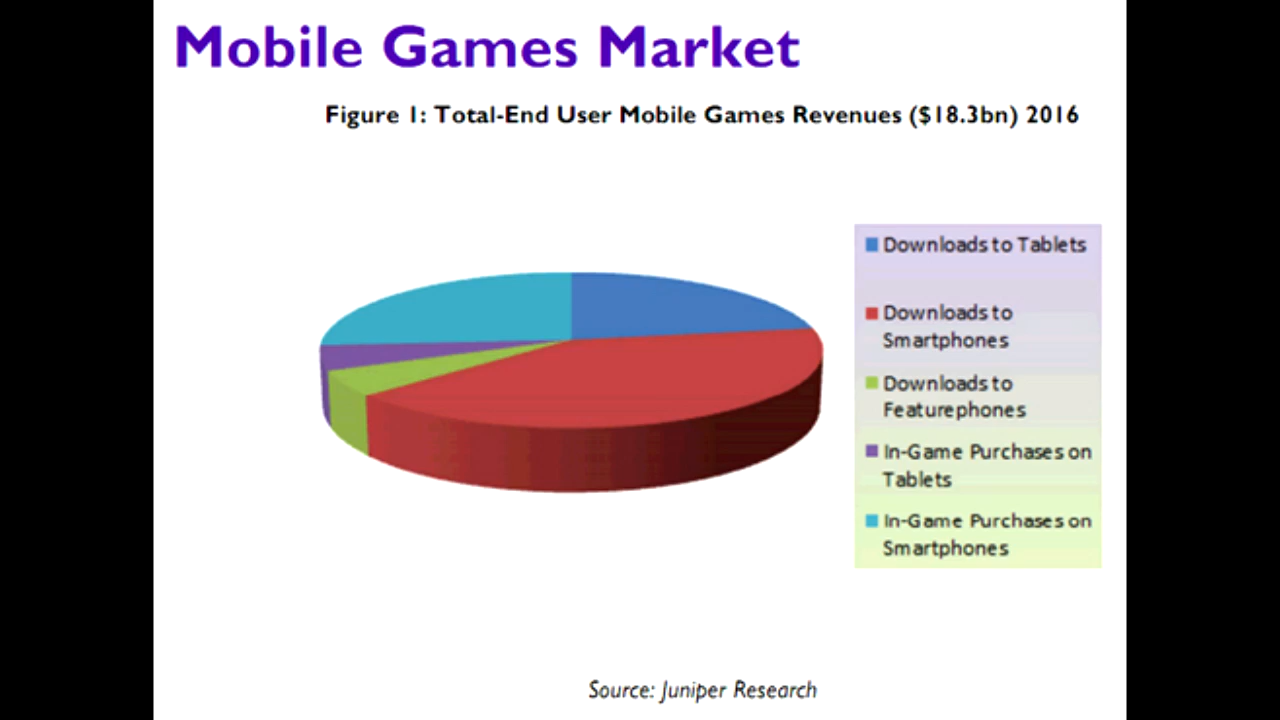 Mobile Games Market
Figure 1: Total-End User Mobile Games Revenues ($18.3bn) 2016
Downloads to Tablets
Downloads to
Smartphones
Downloads to
Featurephones
In-Game Purchases on
Tablets
In-Game Purchases on
Smartphones
Source: Juniper Research